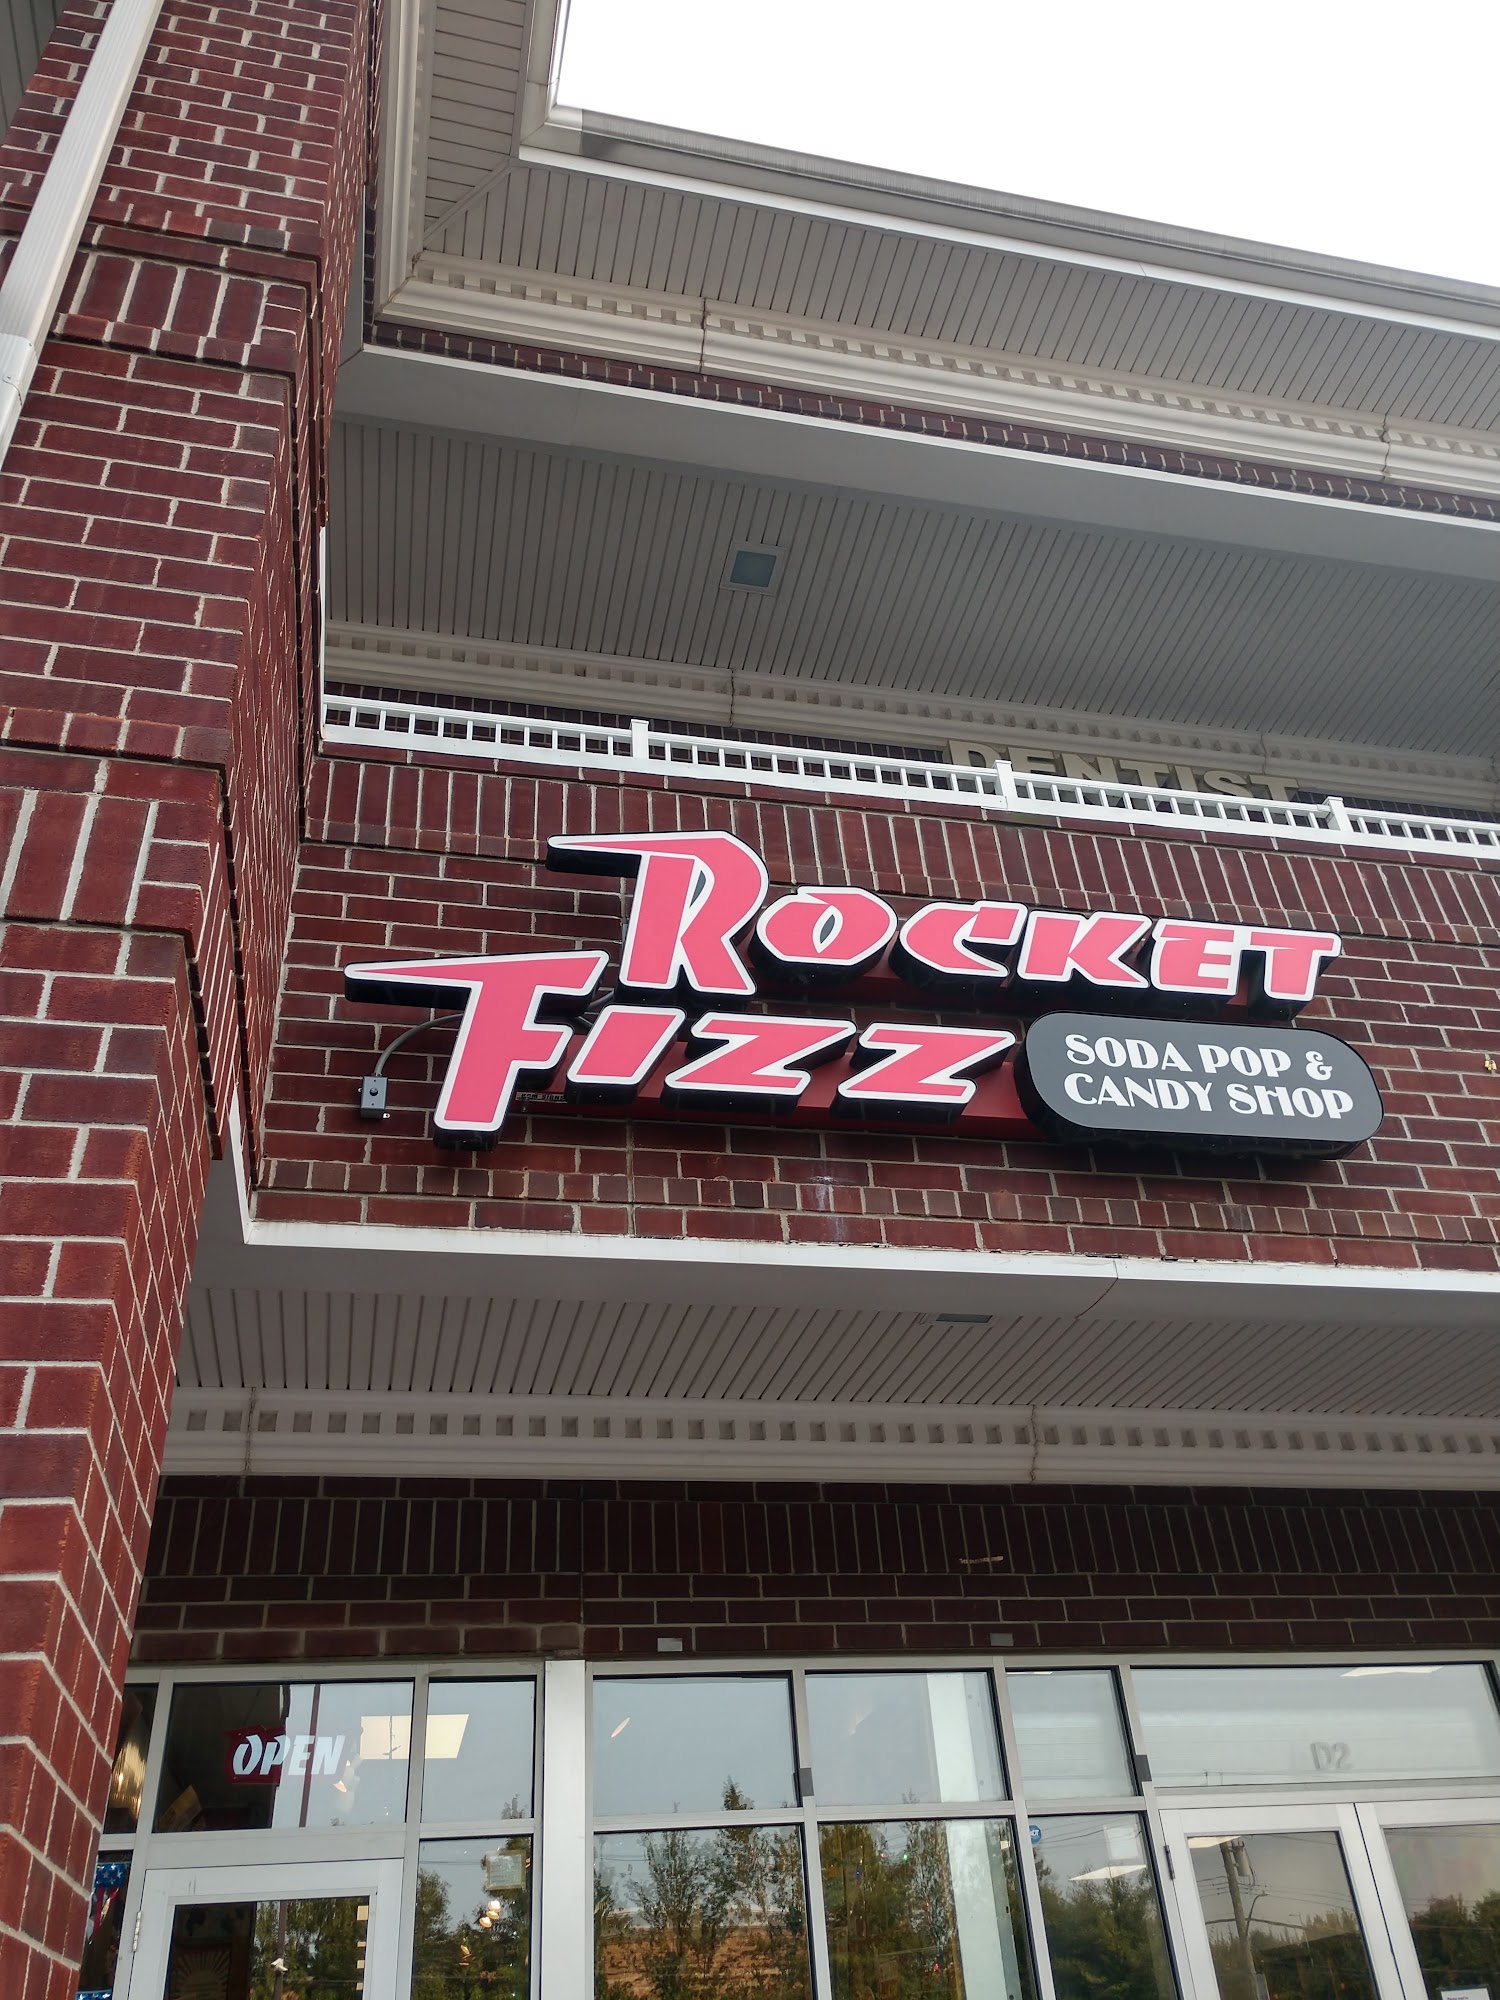 DENTIST
ROCKET
FIZZ
SODA POP &
CANDY SHOP
OPEN
D2